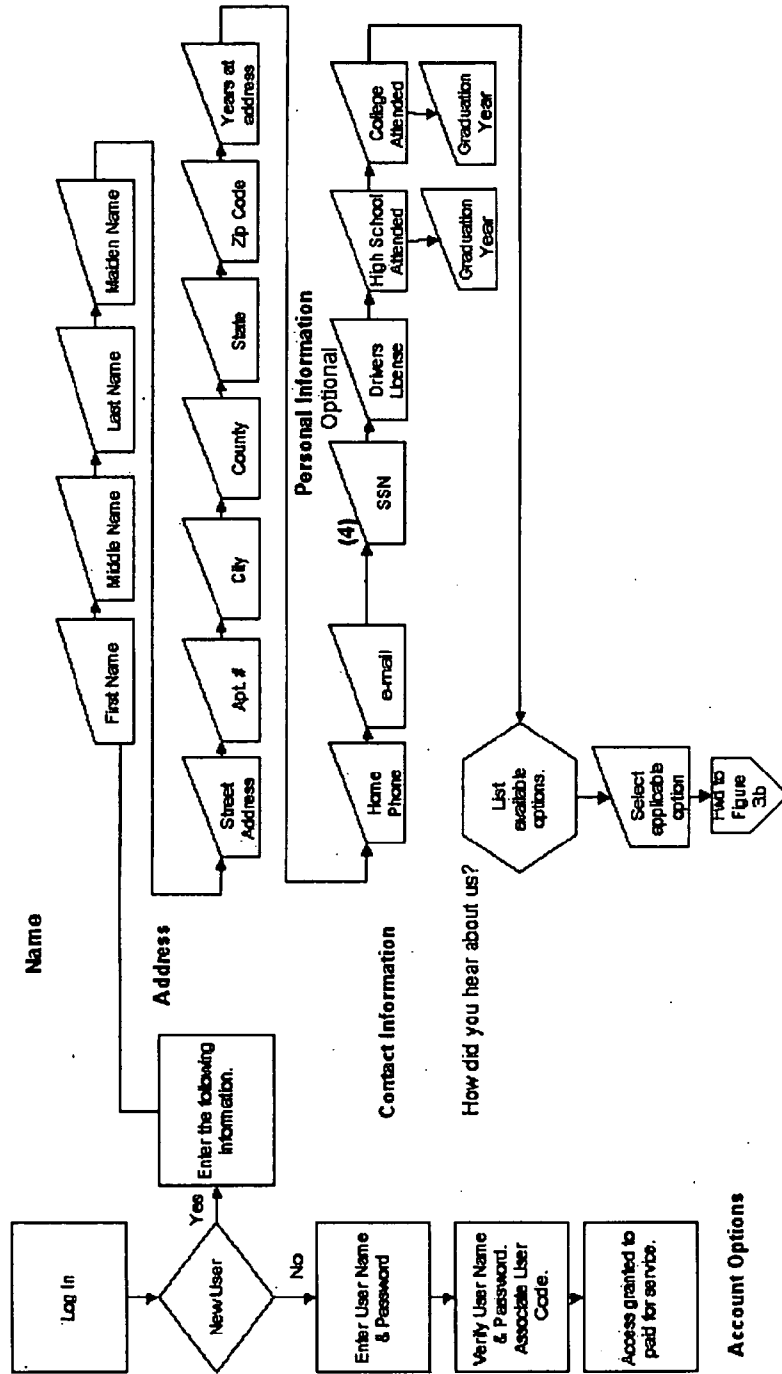 Log In
New User
Yes
No
Enter the following
information.
Enter User Name
& Password
Verify User Name
& Password.
Associate User
Code.
Access granted to
paid for service.
Account Options
Name
First Name
Middle Name
Last Name
Maiden Name
Address
Street
Address
Apt. #
City
County
State
Zip Code
Years at
address
Contact Information
Home
Phone
e-mail
Personal Information
Optional
(4)
SSN
Drivers
License
High School
Attended
Graduation
Year
College
Attended
Graduation
Year
How did you hear about us?
List
available
options.
Select
applicable
option
Fwd to
Figure
3b